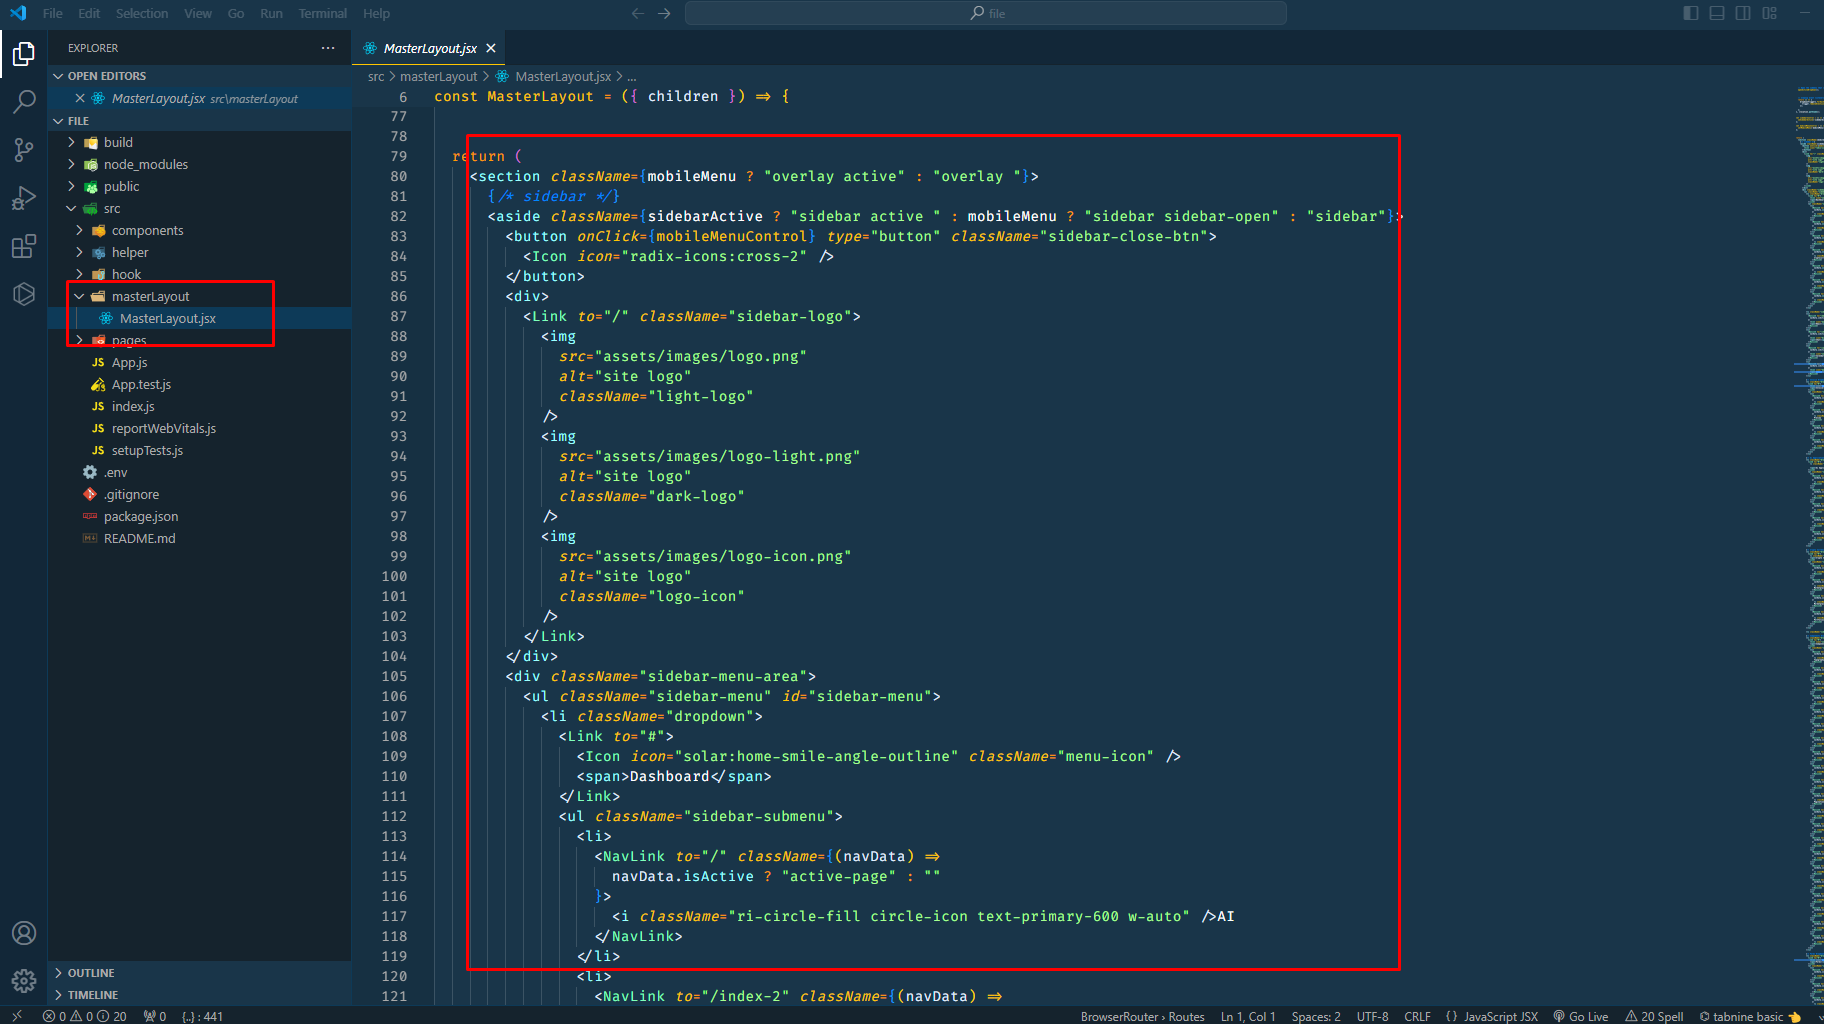 File Edit Selection View Go Run Terminal Help
file
EXPLORER
OPEN EDITORS
MasterLayout.jsx src\masterLayout
FILE
build
node_modules
public
src
components
helper
hook
masterLayout
MasterLayout.jsx
pages
App.js
App.test.js
index.js
reportWebVitals.js
setupTests.js
.env
.gitignore
package.json
README.md
OUTLINE
TIMELINE
MasterLayout.jsx
src > masterLayout > MasterLayout.jsx > ...
6 const MasterLayout = ({ children }) => {
77
78
79 return (
80 <section className={mobileMenu ? "overlay active" : "overlay "}>
81 {/* sidebar */}
82 <aside className={sidebarActive ? "sidebar active " : mobileMenu ? "sidebar sidebar-open" : "sidebar"}>
83 <button onClick={mobileMenuControl} type="button" className="sidebar-close-btn">
84 <Icon icon="radix-icons:cross-2" />
85 </button>
86 <div>
87 <Link to="/" className="sidebar-logo">
88 <img
89 src="assets/images/logo.png"
90 alt="site logo"
91 className="light-logo"
92 />
93 <img
94 src="assets/images/logo-light.png"
95 alt="site logo"
96 className="dark-logo"
97 />
98 <img
99 src="assets/images/logo-icon.png"
100 alt="site logo"
101 className="logo-icon"
102 />
103 </Link>
104 </div>
105 <div className="sidebar-menu-area">
106 <ul className="sidebar-menu" id="sidebar-menu">
107 <li className="dropdown">
108 <Link to="#">
109 <Icon icon="solar:home-smile-angle-outline" className="menu-icon" />
110 <span>Dashboard</span>
111 </Link>
112 <ul className="sidebar-submenu">
113 <li>
114 <NavLink to="/" className={(navData) =>
115 navData.isActive ? "active-page" : ""
116 }>
117 <i className="ri-circle-fill circle-icon text-primary-600 w-auto" />AI
118 </NavLink>
119 </li>
120 <li>
121 <NavLink to="/index-2" className={(navData) =>
0 0 20 0 {..} : 441 BrowserRouter > Routes Ln 1, Col 1 Spaces: 2 UTF-8 CRLF {} JavaScript JSX Go Live 20 Spell tabnine basic